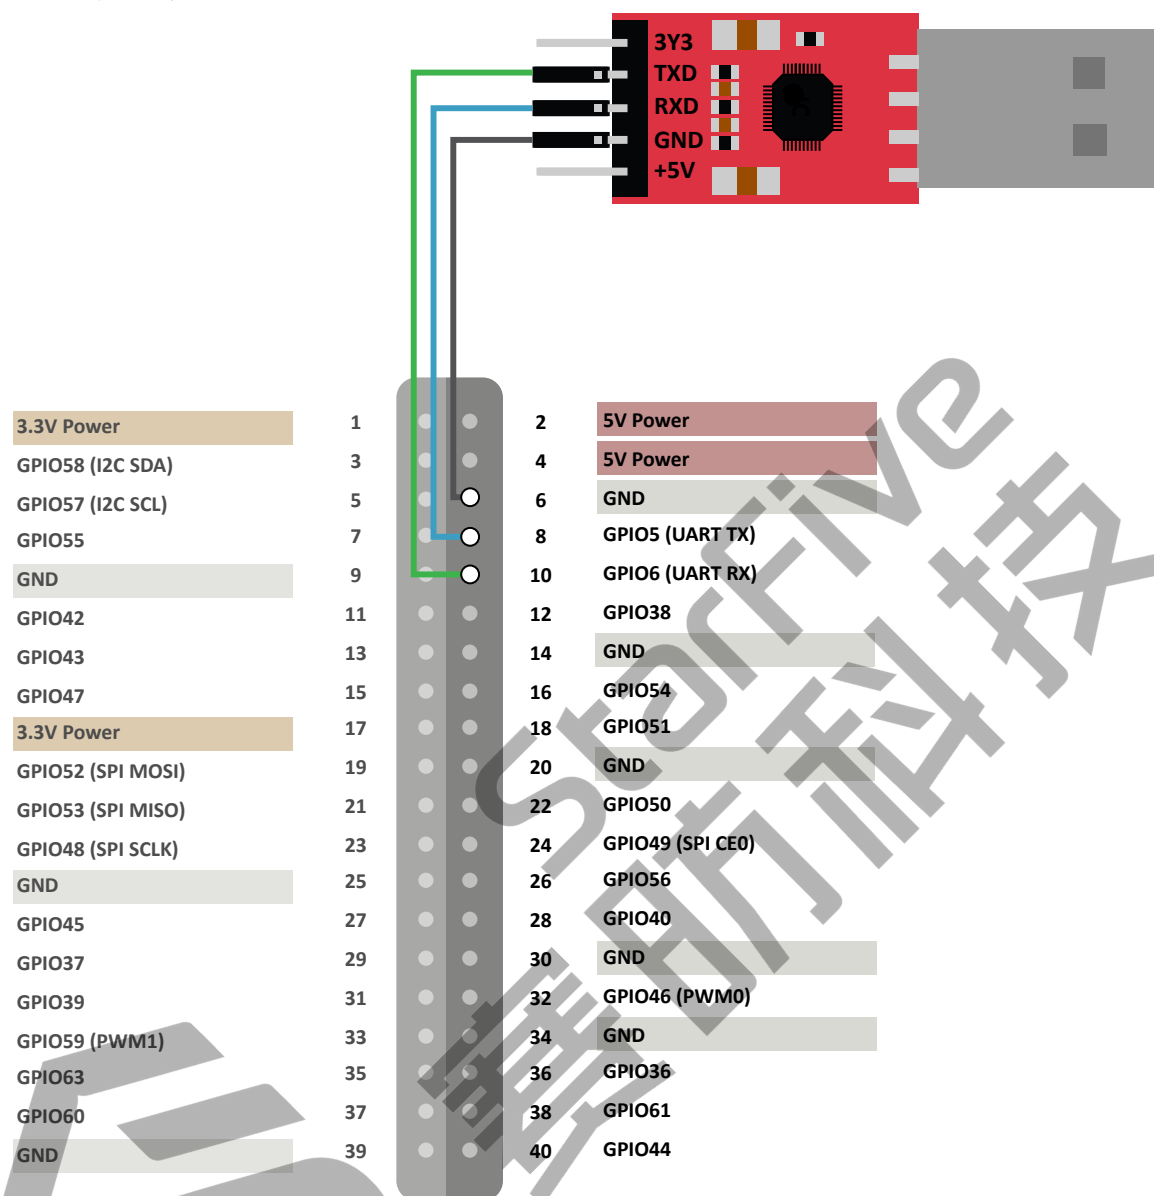 3Y3
TXD
RXD
GND
+5V
3.3V Power 1 2 5V Power
GPIO58 (I2C SDA) 3 4 5V Power
GPIO57 (I2C SCL) 5 6 GND
GPIO55 7 8 GPIO5 (UART TX)
GND 9 10 GPIO6 (UART RX)
GPIO42 11 12 GPIO38
GPIO43 13 14 GND
GPIO47 15 16 GPIO54
3.3V Power 17 18 GPIO51
GPIO52 (SPI MOSI) 19 20 GND
GPIO53 (SPI MISO) 21 22 GPIO50
GPIO48 (SPI SCLK) 23 24 GPIO49 (SPI CE0)
GND 25 26 GPIO56
GPIO45 27 28 GPIO40
GPIO37 29 30 GND
GPIO39 31 32 GPIO46 (PWM0)
GPIO59 (PWM1) 33 34 GND
GPIO63 35 36 GPIO36
GPIO60 37 38 GPIO61
GND 39 40 GPIO44
StarFive
赛昉科技